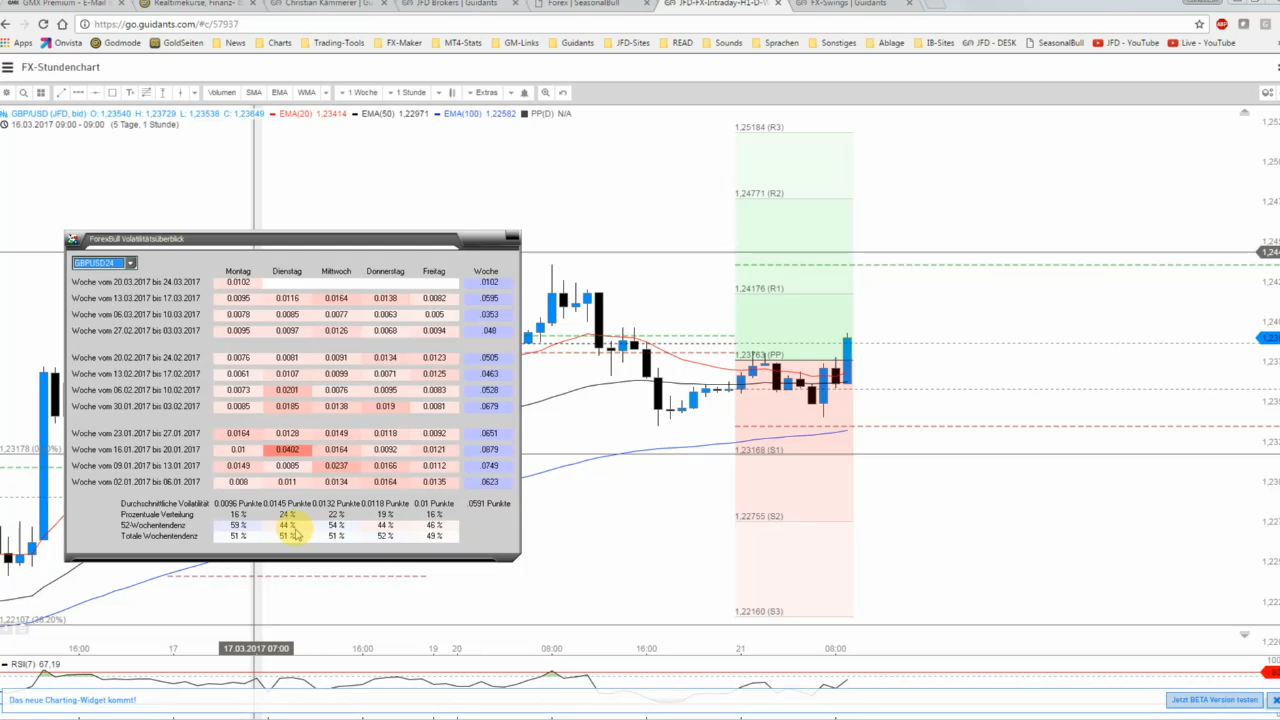 GMX Premium - E-Mail Realtimekurse, Finanz- Christian Kämmerer | Gu JFD Brokers | Guidants Forex | SeasonalBull JFD-FX-Intraday-H1-D-W FX-Swings | Guidants
https://go.guidants.com/#c/57937
Apps Onvista Godmode GoldSeiten News Charts Trading-Tools FX-Maker MT4-Stats GM-Links Guidants JFD-Sites READ Sounds Sprachen Sonstiges Ablage IB-Sites JFD - DESK SeasonalBull JFD - YouTube Live - YouTube
FX-Stundenchart
Volumen SMA EMA WMA 1 Woche 1 Stunde Extras
GBP/USD (JFD, bid) O: 1,23540 H: 1,23729 L: 1,23538 C: 1,23649 EMA(20) 1,23414 EMA(50) 1,22971 EMA(100) 1,22582 PP(D) N/A
16.03.2017 09:00 - 09:00 (5 Tage, 1 Stunde)
1,25184 (R3)
1,24771 (R2)
1,24176 (R1)
1,23763 (PP)
1,23168 (S1)
1,22755 (S2)
1,22160 (S3)
ForexBull Volatilitätsüberblick
GBPUSD24
Montag Dienstag Mittwoch Donnerstag Freitag Woche
Woche vom 20.03.2017 bis 24.03.2017 0.0102 .0102
Woche vom 13.03.2017 bis 17.03.2017 0.0095 0.0116 0.0164 0.0138 0.0082 .0595
Woche vom 06.03.2017 bis 10.03.2017 0.0078 0.0085 0.0077 0.0063 0.005 .0353
Woche vom 27.02.2017 bis 03.03.2017 0.0095 0.0097 0.0126 0.0068 0.0094 .048
Woche vom 20.02.2017 bis 24.02.2017 0.0076 0.0081 0.0091 0.0134 0.0123 .0505
Woche vom 13.02.2017 bis 17.02.2017 0.0061 0.0107 0.0099 0.0071 0.0125 .0463
Woche vom 06.02.2017 bis 10.02.2017 0.0073 0.0201 0.0076 0.0095 0.0083 .0528
Woche vom 30.01.2017 bis 03.02.2017 0.0085 0.0185 0.0138 0.019 0.0081 .0679
Woche vom 23.01.2017 bis 27.01.2017 0.0164 0.0128 0.0149 0.0118 0.0092 .0651
Woche vom 16.01.2017 bis 20.01.2017 0.01 0.0402 0.0164 0.0092 0.0121 .0879
Woche vom 09.01.2017 bis 13.01.2017 0.0149 0.0085 0.0237 0.0166 0.0112 .0749
Woche vom 02.01.2017 bis 06.01.2017 0.008 0.011 0.0134 0.0164 0.0135 .0623
Durchschnittliche Volatilität 0.0096 Punkte 0.0145 Punkte 0.0132 Punkte 0.0118 Punkte 0.01 Punkte .0591 Punkte
Prozentuale Verteilung 16 % 24 % 22 % 19 % 16 %
52-Wochentendenz 59 % 44 % 54 % 44 % 46 %
Totale Wochentendenz 51 % 51 % 51 % 52 % 49 %
16:00 17 17.03.2017 07:00 16:00 19 20 08:00 16:00 21 08:00
RSI(7) 67,19
Das neue Charting-Widget kommt!
Jetzt BETA Version testen